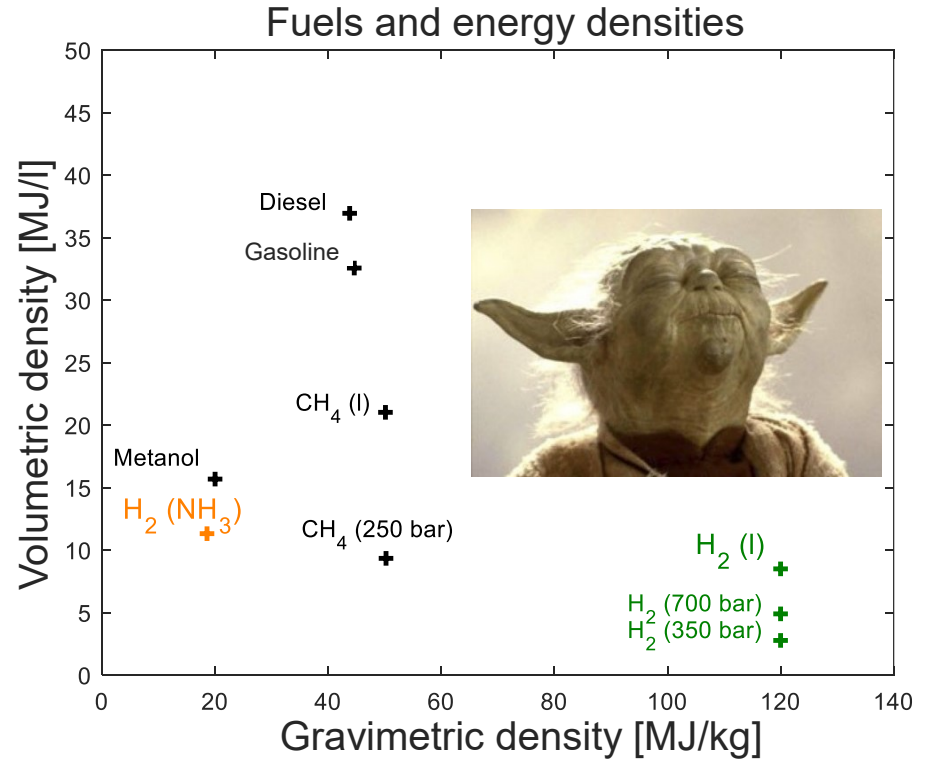 Fuels and energy densities
Volumetric density [MJ/l]
50
45
40
35
30
25
20
15
10
5
0
Diesel
Gasoline
CH4 (l)
Metanol
H2 (NH3)
CH4 (250 bar)
H2 (l)
H2 (700 bar)
H2 (350 bar)
0 20 40 60 80 100 120 140
Gravimetric density [MJ/kg]